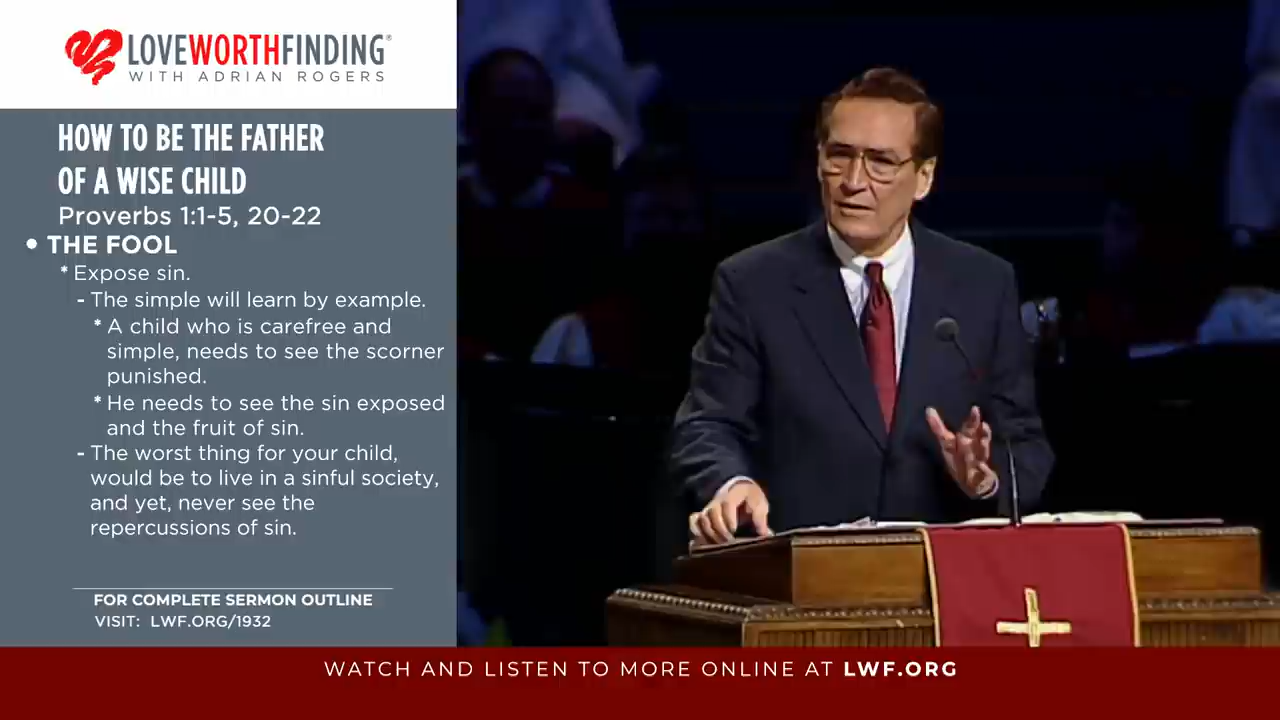 LOVEWORTHFINDING®
WITH ADRIAN ROGERS
HOW TO BE THE FATHER
OF A WISE CHILD
Proverbs 1:1-5, 20-22
• THE FOOL
* Expose sin.
- The simple will learn by example.
* A child who is carefree and
simple, needs to see the scorner
punished.
* He needs to see the sin exposed
and the fruit of sin.
- The worst thing for your child,
would be to live in a sinful society,
and yet, never see the
repercussions of sin.
FOR COMPLETE SERMON OUTLINE
VISIT: LWF.ORG/1932
WATCH AND LISTEN TO MORE ONLINE AT LWF.ORG